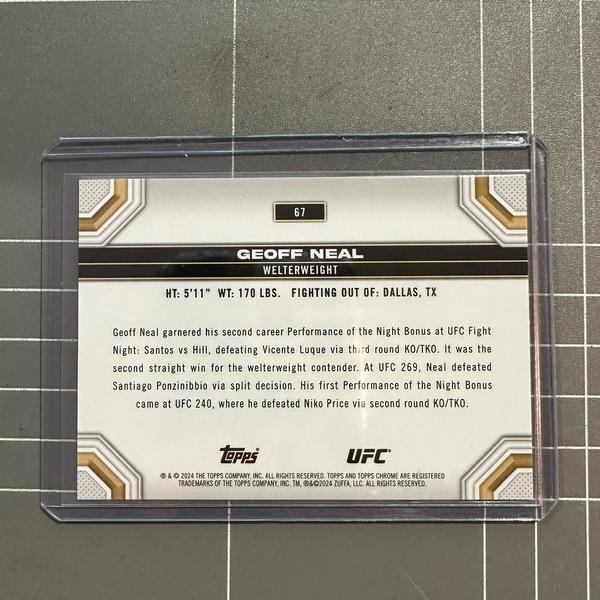 67
GEOFF NEAL
WELTERWEIGHT
HT: 5'11" WT: 170 LBS. FIGHTING OUT OF: DALLAS, TX
Geoff Neal garnered his second career Performance of the Night Bonus at UFC Fight
Night: Santos vs Hill, defeating Vicente Luque via third round KO/TKO. It was the
second straight win for the welterweight contender. At UFC 269, Neal defeated
Santiago Ponzinibbio via split decision. His first Performance of the Night Bonus
came at UFC 240, where he defeated Niko Price via second round KO/TKO.
Topps UFC®
® & © 2024 THE TOPPS COMPANY, INC. ALL RIGHTS RESERVED. TOPPS AND TOPPS CHROME ARE REGISTERED
TRADEMARKS OF THE TOPPS COMPANY, INC. TM, ®&©2024 ZUFFA, LLC. ALL RIGHTS RESERVED.